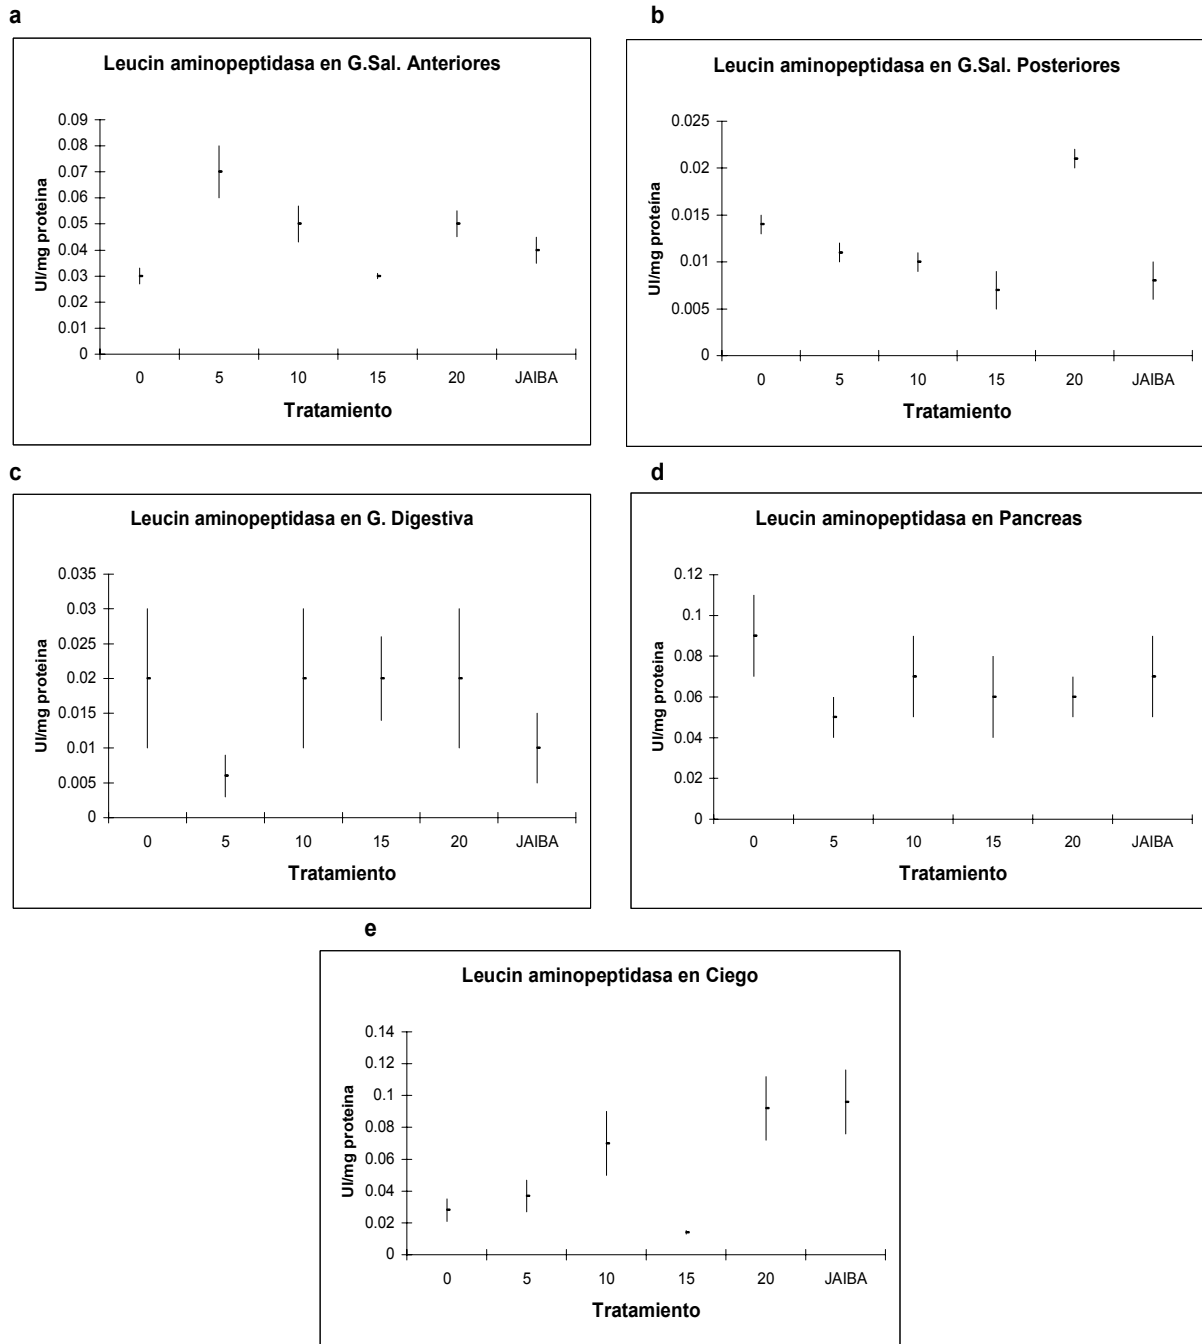 a
Leucin aminopeptidasa en G.Sal. Anteriores
UI/mg proteina
0.09
0.08
0.07
0.06
0.05
0.04
0.03
0.02
0.01
0
0 5 10 15 20 JAIBA
Tratamiento
b
Leucin aminopeptidasa en G.Sal. Posteriores
UI/mg proteína
0.025
0.02
0.015
0.01
0.005
0
0 5 10 15 20 JAIBA
Tratamiento
c
Leucin aminopeptidasa en G. Digestiva
UI/mg proteina
0.035
0.03
0.025
0.02
0.015
0.01
0.005
0
0 5 10 15 20 JAIBA
Tratamiento
d
Leucin aminopeptidasa en Pancreas
UI/mg proteina
0.12
0.1
0.08
0.06
0.04
0.02
0
0 5 10 15 20 JAIBA
Tratamiento
e
Leucin aminopeptidasa en Ciego
UI/mg proteina
0.14
0.12
0.1
0.08
0.06
0.04
0.02
0
0 5 10 15 20 JAIBA
Tratamiento